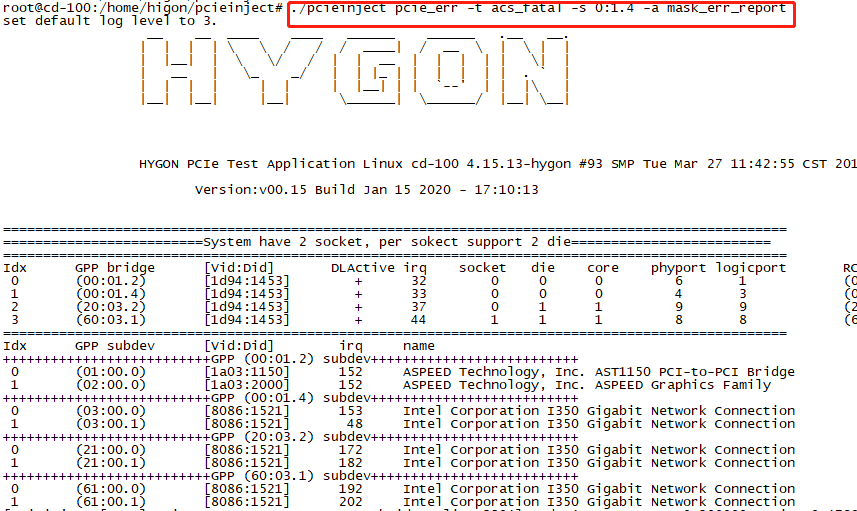 root@cd-100:/home/higon/pcieinject# ./pcieinject pcie_err -t acs_fatal -s 0:1.4 -a mask_err_report
set default log level to 3.
HYGON
HYGON PCIe Test Application Linux cd-100 4.15.13-hygon #93 SMP Tue Mar 27 11:42:55 CST 201
Version:v00.15 Build Jan 15 2020 - 17:10:13
==================================================================================================
=========================System have 2 socket, per sokect support 2 die=========================
==================================================================================================
Idx GPP bridge [Vid:Did] DLActive irq socket die core phyport logicport RC
0 (00:01.2) [1d94:1453] + 32 0 0 0 6 1 (0
1 (00:01.4) [1d94:1453] + 33 0 0 0 4 3 (0
2 (20:03.2) [1d94:1453] + 37 0 1 1 9 9 (2
3 (60:03.1) [1d94:1453] + 44 1 1 1 8 8 (6
==================================================================================================
Idx GPP subdev [Vid:Did] irq name
++++++++++++++++++++++++++GPP (00:01.2) subdev++++++++++++++++++++++++++
0 (01:00.0) [1a03:1150] 152 ASPEED Technology, Inc. AST1150 PCI-to-PCI Bridge
1 (02:00.0) [1a03:2000] 152 ASPEED Technology, Inc. ASPEED Graphics Family
++++++++++++++++++++++++++GPP (00:01.4) subdev++++++++++++++++++++++++++
0 (03:00.0) [8086:1521] 153 Intel Corporation I350 Gigabit Network Connection
1 (03:00.1) [8086:1521] 48 Intel Corporation I350 Gigabit Network Connection
++++++++++++++++++++++++++GPP (20:03.2) subdev++++++++++++++++++++++++++
0 (21:00.0) [8086:1521] 172 Intel Corporation I350 Gigabit Network Connection
1 (21:00.1) [8086:1521] 182 Intel Corporation I350 Gigabit Network Connection
++++++++++++++++++++++++++GPP (60:03.1) subdev++++++++++++++++++++++++++
0 (61:00.0) [8086:1521] 192 Intel Corporation I350 Gigabit Network Connection
1 (61:00.1) [8086:1521] 202 Intel Corporation I350 Gigabit Network Connection